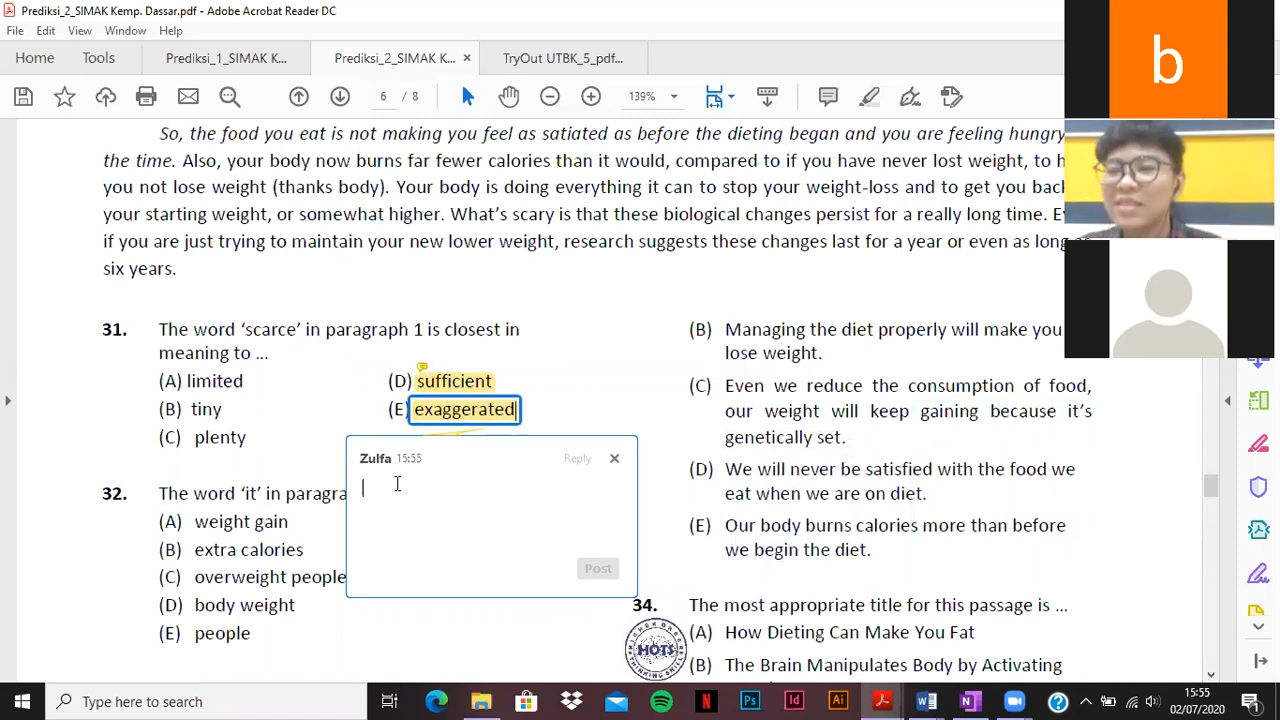 Prediksi_2_SIMAK Kemp. Dassar.pdf - Adobe Acrobat Reader DC
File Edit View Window Help
Home Tools Prediksi_1_SIMAK K... Prediksi_2_SIMAK K... × TryOut UTBK_5_pdf...
6 / 8 139%
b
So, the food you eat is not making you feel as satiated as before the dieting began and you are feeling hungry
the time. Also, your body now burns far fewer calories than it would, compared to if you have never lost weight, to
you not lose weight (thanks body). Your body is doing everything it can to stop your weight-loss and to get you
your starting weight, or somewhat higher. What's scary is that these biological changes persist for a really long time.
if you are just trying to maintain your new lower weight, research suggests these changes last for a year or even as long as
six years.
31. The word 'scarce' in paragraph 1 is closest in
meaning to ...
(A) limited (D) sufficient
(B) tiny (E) exaggerated
(C) plenty
Zulfa 15:55 Reply
Post
32. The word 'it' in
(A) weight gain
(B) extra calories
(C) overweight people
(D) body weight
(E) people
(B) Managing the diet properly will make you
lose weight.
(C) Even we reduce the consumption of food,
our weight will keep gaining because it's
genetically set.
(D) We will never be satisfied with the food we
eat when we are on diet.
(E) Our body burns calories more than before
we begin the diet.
34. The most appropriate title for this passage is ...
(A) How Dieting Can Make You Fat
(B) The Brain Manipulates Body by Activating
HOTS
Type here to search
15:55
02/07/2020